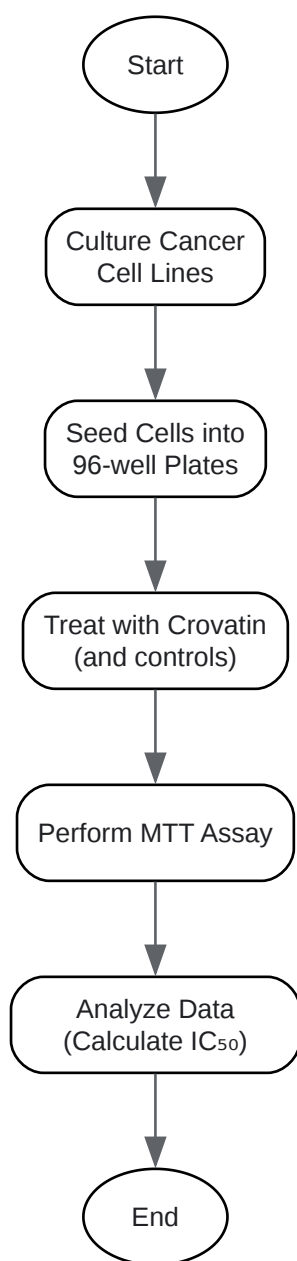 Start
Culture Cancer
Cell Lines
Seed Cells into
96-well Plates
Treat with Crovatin
(and controls)
Perform MTT Assay
Analyze Data
(Calculate IC₅₀)
End